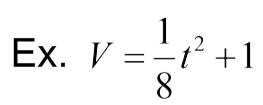 Ex. V = 1/8 t² + 1